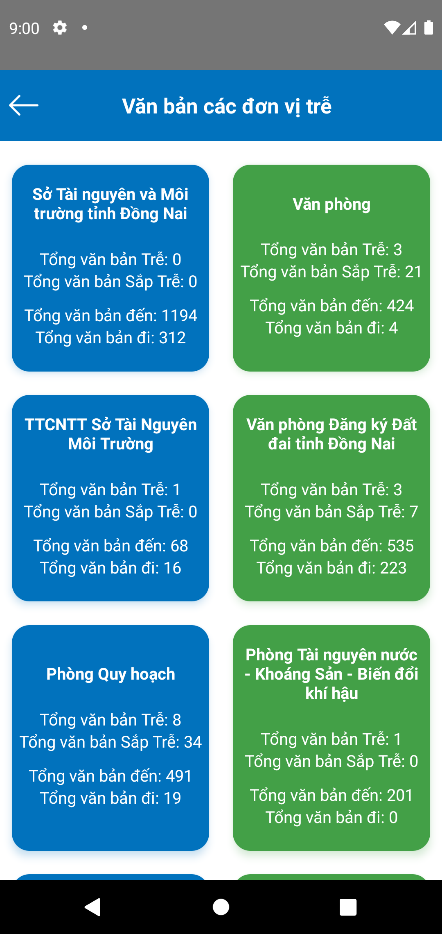 9:00
Văn bản các đơn vị trễ
Sở Tài nguyên và Môi
trường tỉnh Đồng Nai
Tổng văn bản Trễ: 0
Tổng văn bản Sắp Trễ: 0
Tổng văn bản đến: 1194
Tổng văn bản đi: 312
Văn phòng
Tổng văn bản Trễ: 3
Tổng văn bản Sắp Trễ: 21
Tổng văn bản đến: 424
Tổng văn bản đi: 4
TTCNTT Sở Tài Nguyên
Môi Trường
Tổng văn bản Trễ: 1
Tổng văn bản Sắp Trễ: 0
Tổng văn bản đến: 68
Tổng văn bản đi: 16
Văn phòng Đăng ký Đất
đai tỉnh Đồng Nai
Tổng văn bản Trễ: 3
Tổng văn bản Sắp Trễ: 7
Tổng văn bản đến: 535
Tổng văn bản đi: 223
Phòng Quy hoạch
Tổng văn bản Trễ: 8
Tổng văn bản Sắp Trễ: 34
Tổng văn bản đến: 491
Tổng văn bản đi: 19
Phòng Tài nguyên nước
- Khoáng Sản - Biến đổi
khí hậu
Tổng văn bản Trễ: 1
Tổng văn bản Sắp Trễ: 0
Tổng văn bản đến: 201
Tổng văn bản đi: 0